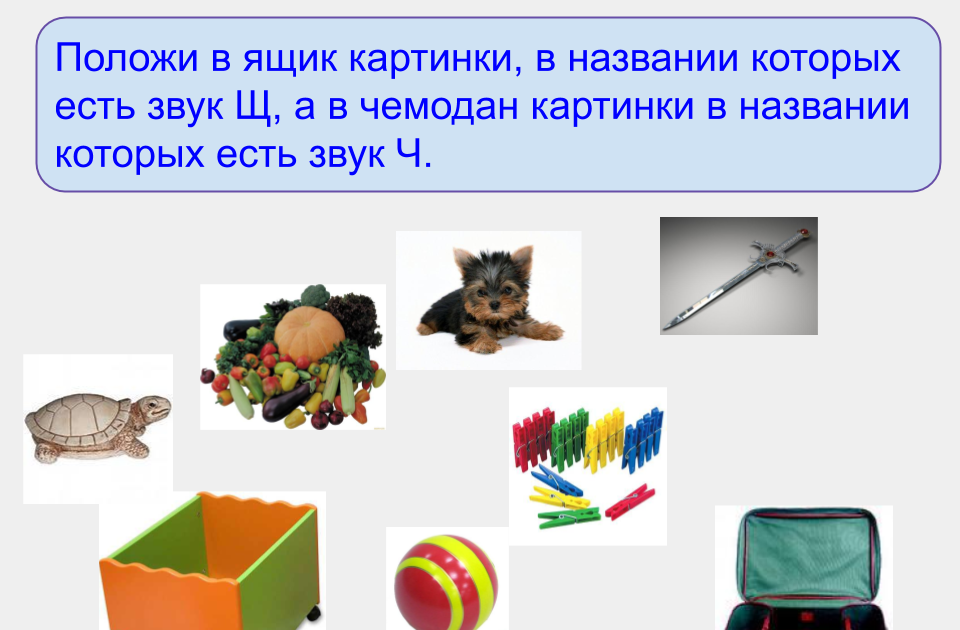 Положи в ящик картинки, в названии которых
есть звук Щ, а в чемодан картинки в названии
которых есть звук Ч.